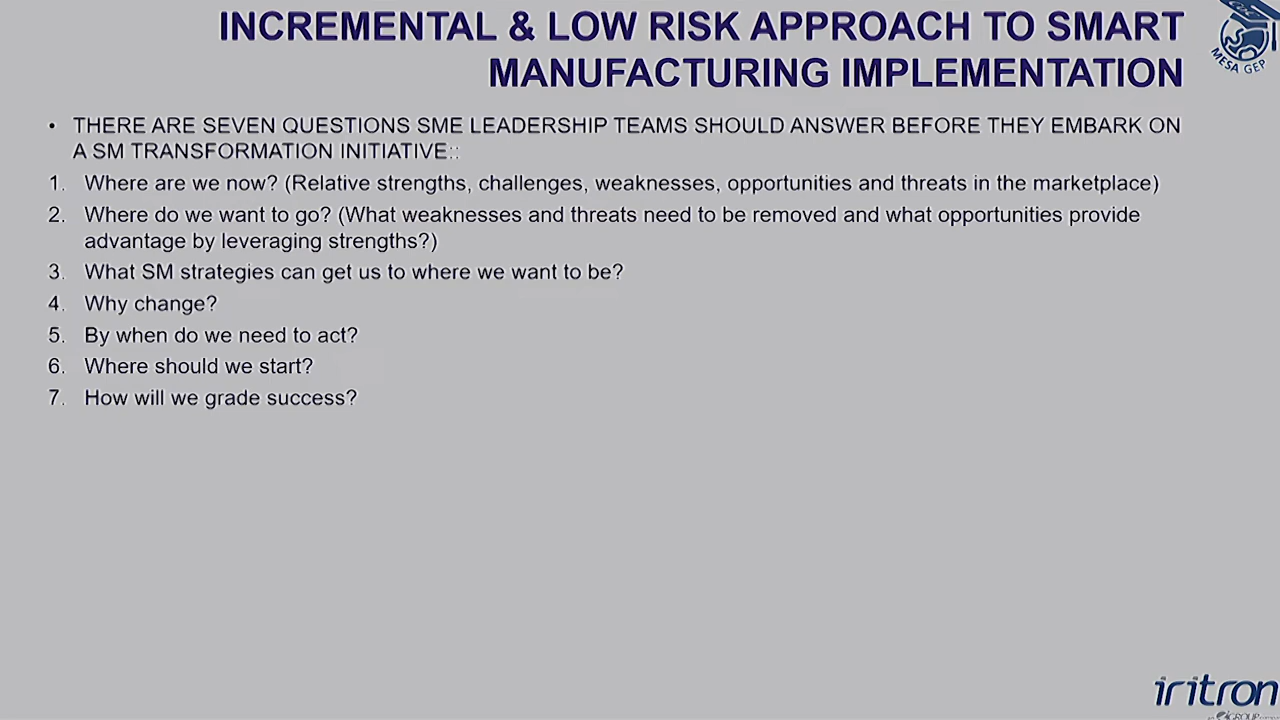 INCREMENTAL & LOW RISK APPROACH TO SMART
MANUFACTURING IMPLEMENTATION
MESA GEP
• THERE ARE SEVEN QUESTIONS SME LEADERSHIP TEAMS SHOULD ANSWER BEFORE THEY EMBARK ON
A SM TRANSFORMATION INITIATIVE::
1. Where are we now? (Relative strengths, challenges, weaknesses, opportunities and threats in the marketplace)
2. Where do we want to go? (What weaknesses and threats need to be removed and what opportunities provide
advantage by leveraging strengths?)
3. What SM strategies can get us to where we want to be?
4. Why change?
5. By when do we need to act?
6. Where should we start?
7. How will we grade success?
iritron
GROUP